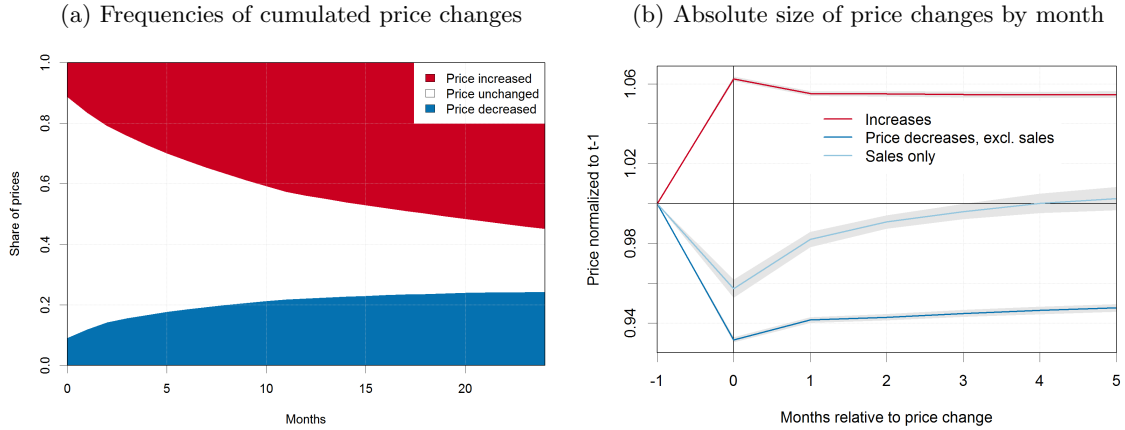 (a) Frequencies of cumulated price changes
Share of prices
1.0
0.8
0.6
0.4
0.2
0.0
Price increased
Price unchanged
Price decreased
0 5 10 15 20
Months
(b) Absolute size of price changes by month
Price normalized to t-1
1.06
1.02
0.98
0.94
Increases
Price decreases, excl. sales
Sales only
-1 0 1 2 3 4 5
Months relative to price change